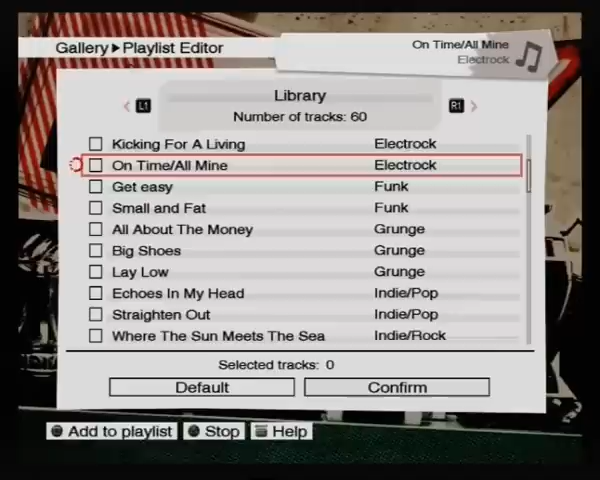 Gallery▶Playlist Editor
On Time/All Mine
Electrock
L1
Library
R1
Number of tracks: 60
Kicking For A Living Electrock
On Time/All Mine Electrock
Get easy Funk
Small and Fat Funk
All About The Money Grunge
Big Shoes Grunge
Lay Low Grunge
Echoes In My Head Indie/Pop
Straighten Out Indie/Pop
Where The Sun Meets The Sea Indie/Rock
Selected tracks: 0
Default Confirm
Add to playlist Stop Help